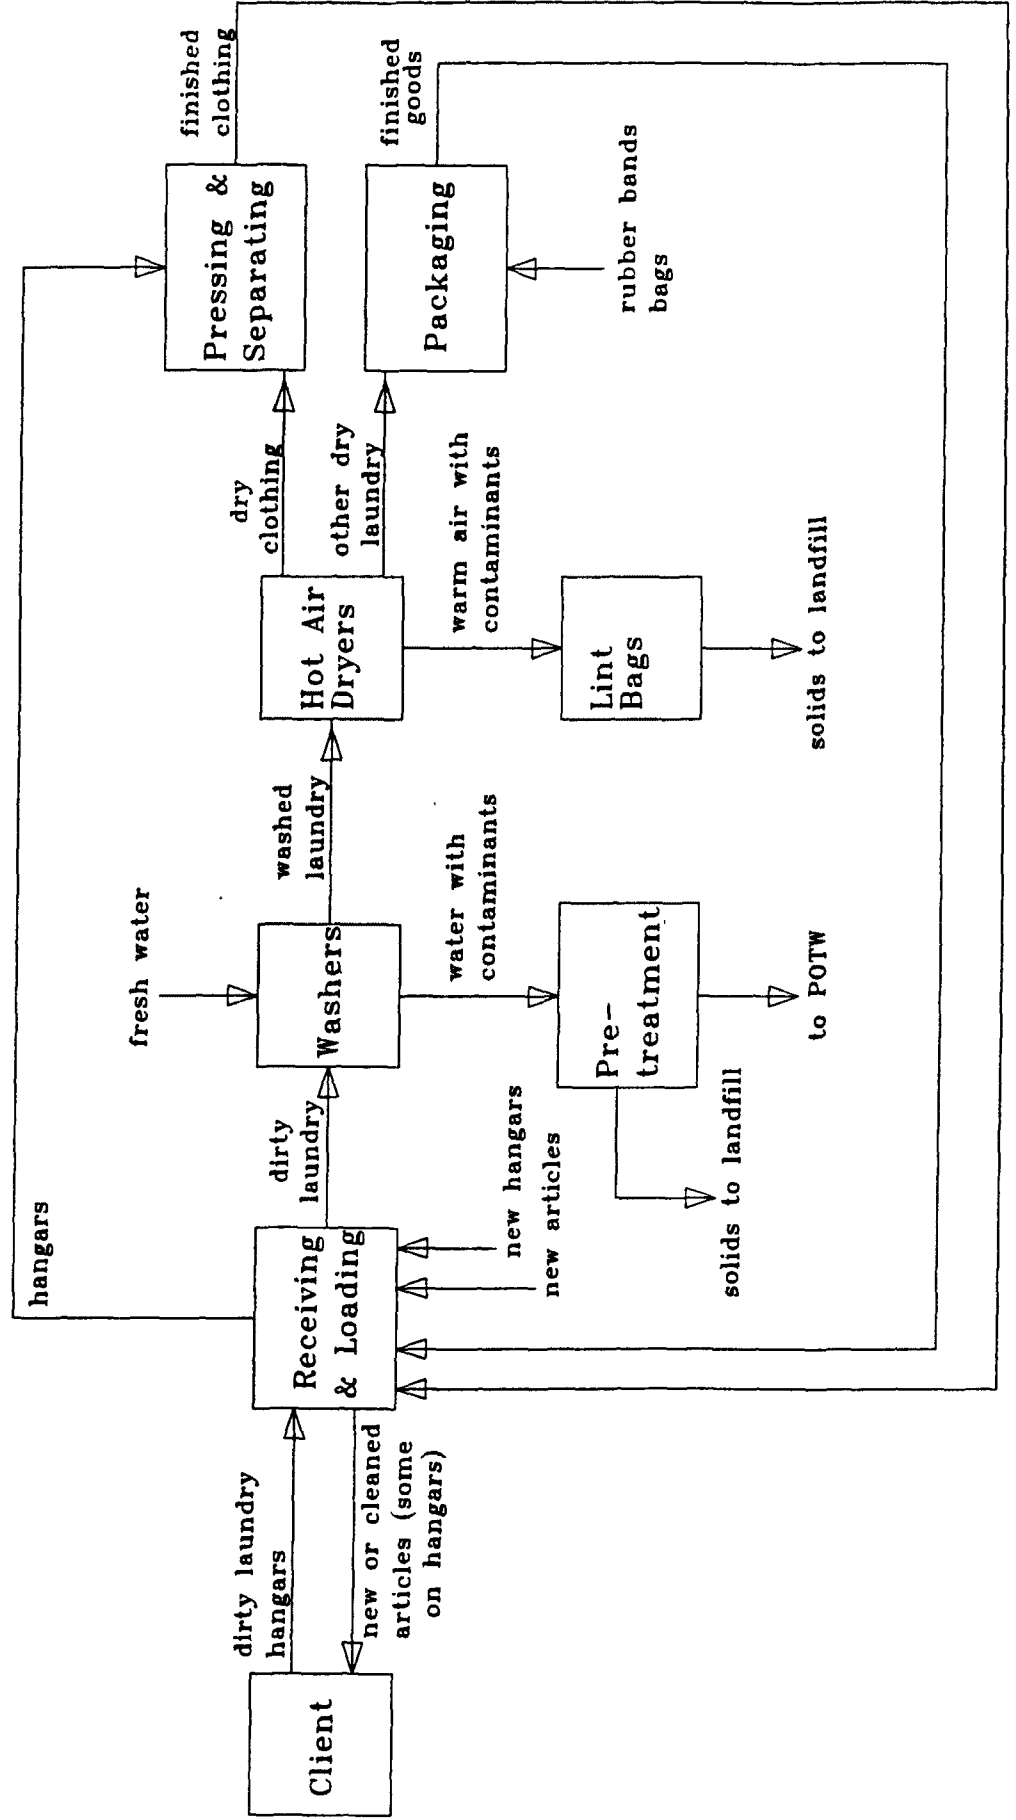 hangars
finished
clothing
Pressing &
Separating
dry
clothing
fresh water
washed
laundry
dirty
laundry
dirty laundry
hangars
Client
Receiving
& Loading
Washers
Hot Air
Dryers
other dry
laundry
Packaging
finished
goods
new or cleaned
articles (some
on hangars)
new hangars
new articles
water with
contaminants
warm air with
contaminants
rubber bands
bags
Pre-
treatment
Lint
Bags
solids to landfill
to POTW
solids to landfill